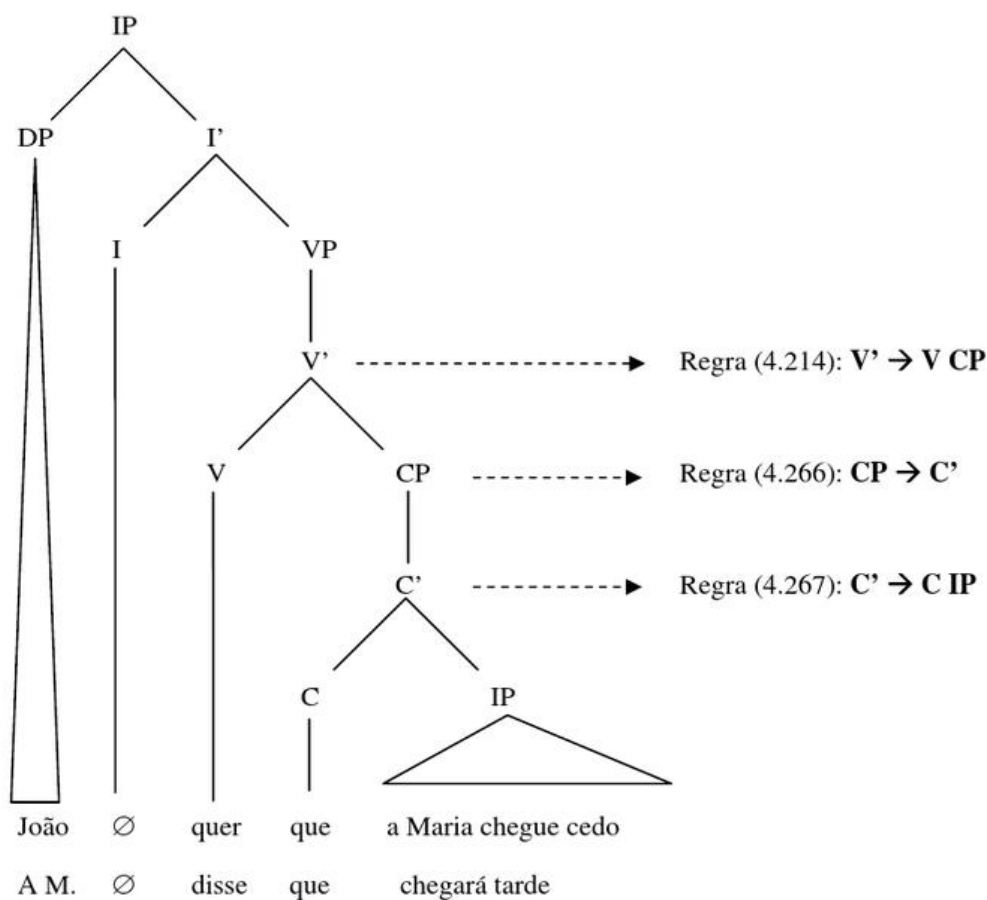 IP
DP I’
I VP
V’ Regra (4.214): V’ → V CP
V CP Regra (4.266): CP → C’
C’ Regra (4.267): C’ → C IP
C IP
João ∅ quer que a Maria chegue cedo
A M. ∅ disse que chegará tarde